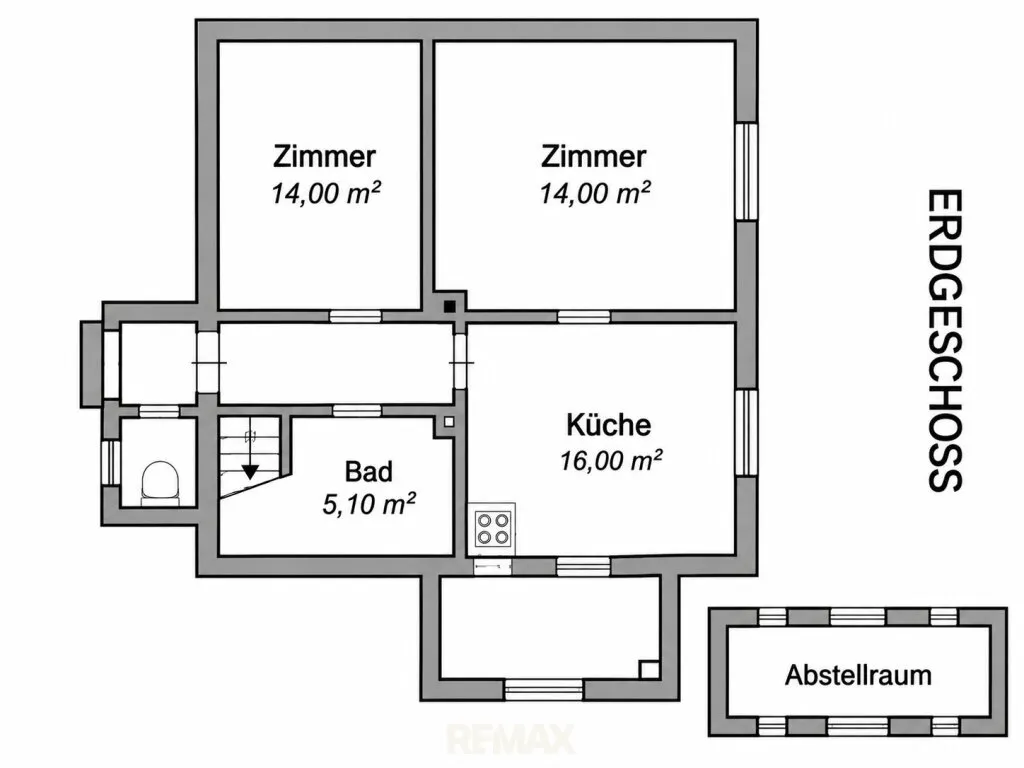 Zimmer
14,00 m²
Zimmer
14,00 m²
ERDGESCHOSS
Küche
16,00 m²
Bad
5,10 m²
Abstellraum
REMAX